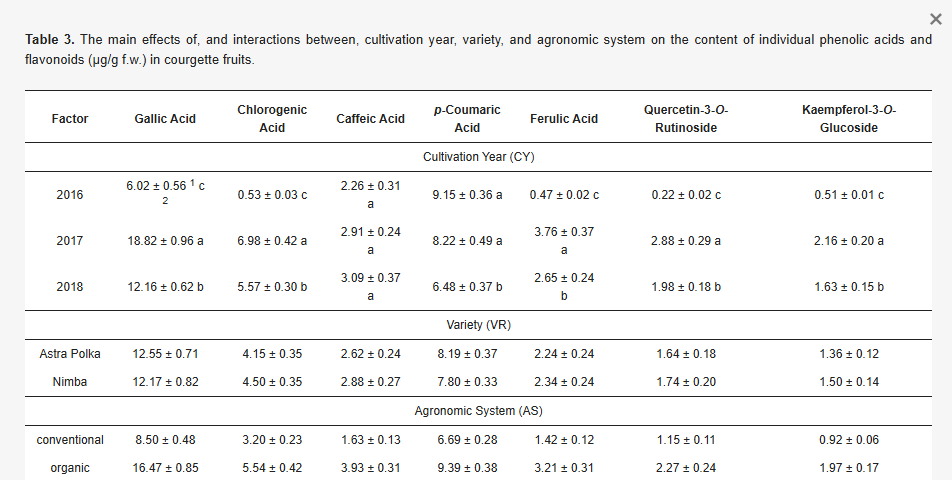 ×
Table 3. The main effects of, and interactions between, cultivation year, variety, and agronomic system on the content of individual phenolic acids and
flavonoids (µg/g f.w.) in courgette fruits.
Factor Gallic Acid Chlorogenic Acid Caffeic Acid p-Coumaric Acid Ferulic Acid Quercetin-3-O-Rutinoside Kaempferol-3-O-Glucoside
Cultivation Year (CY)
2016 6.02 ± 0.56 1 c 2 0.53 ± 0.03 c 2.26 ± 0.31 a 9.15 ± 0.36 a 0.47 ± 0.02 c 0.22 ± 0.02 c 0.51 ± 0.01 c
2017 18.82 ± 0.96 a 6.98 ± 0.42 a 2.91 ± 0.24 a 8.22 ± 0.49 a 3.76 ± 0.37 a 2.88 ± 0.29 a 2.16 ± 0.20 a
2018 12.16 ± 0.62 b 5.57 ± 0.30 b 3.09 ± 0.37 a 6.48 ± 0.37 b 2.65 ± 0.24 b 1.98 ± 0.18 b 1.63 ± 0.15 b
Variety (VR)
Astra Polka 12.55 ± 0.71 4.15 ± 0.35 2.62 ± 0.24 8.19 ± 0.37 2.24 ± 0.24 1.64 ± 0.18 1.36 ± 0.12
Nimba 12.17 ± 0.82 4.50 ± 0.35 2.88 ± 0.27 7.80 ± 0.33 2.34 ± 0.24 1.74 ± 0.20 1.50 ± 0.14
Agronomic System (AS)
conventional 8.50 ± 0.48 3.20 ± 0.23 1.63 ± 0.13 6.69 ± 0.28 1.42 ± 0.12 1.15 ± 0.11 0.92 ± 0.06
organic 16.47 ± 0.85 5.54 ± 0.42 3.93 ± 0.31 9.39 ± 0.38 3.21 ± 0.31 2.27 ± 0.24 1.97 ± 0.17